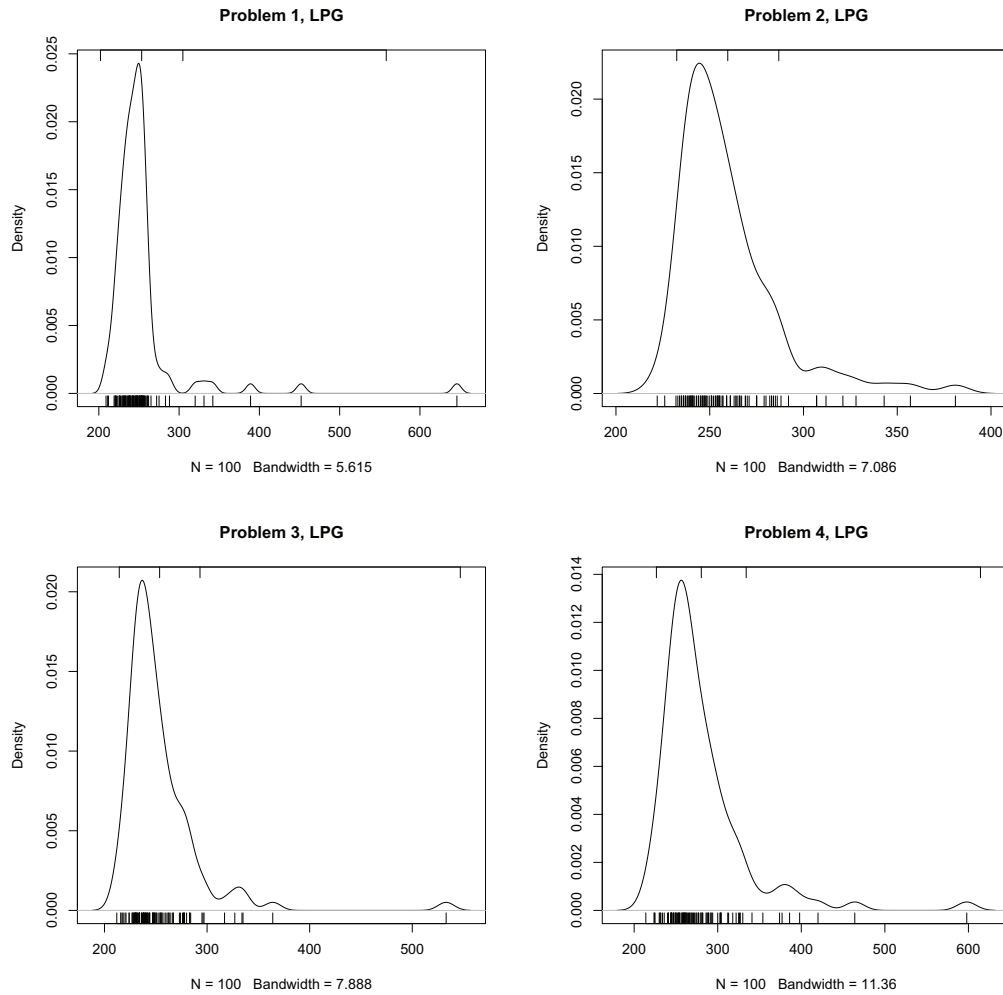 Problem 1, LPG
Density
0.000
0.005
0.010
0.015
0.020
0.025
200 300 400 500 600
N = 100 Bandwidth = 5.615
Problem 2, LPG
Density
0.000
0.005
0.010
0.015
0.020
200 250 300 350 400
N = 100 Bandwidth = 7.086
Problem 3, LPG
Density
0.000
0.005
0.010
0.015
0.020
200 300 400 500
N = 100 Bandwidth = 7.888
Problem 4, LPG
Density
0.000
0.002
0.004
0.006
0.008
0.010
0.012
0.014
200 300 400 500 600
N = 100 Bandwidth = 11.36